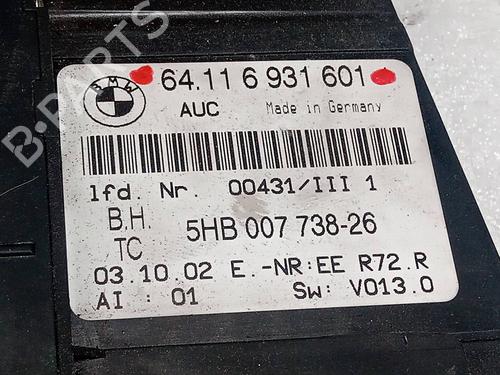 B-PARTS
BMW
64.11 6 931 601
AUC Made in Germany
lfd. Nr. 00431/III 1
B.H.
TC
5HB 007 738-26
03.10.02 E.-NR:EE R72.R
AI : 01 Sw: V013.0